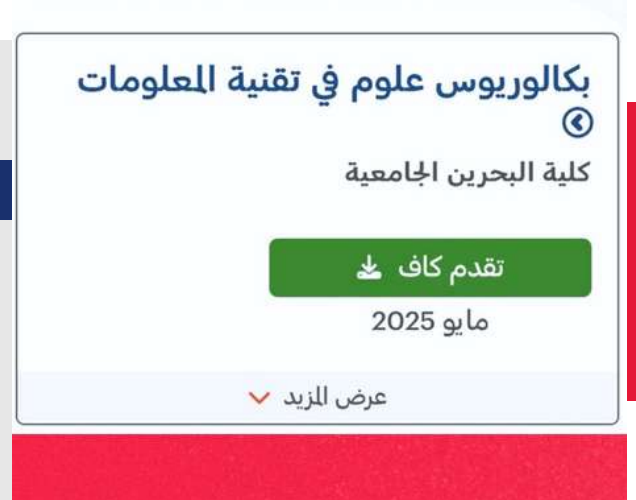 بكالوريوس علوم في تقنية المعلومات
كلية البحرين الجامعية
تقدم كاف
مايو 2025
عرض المزيد